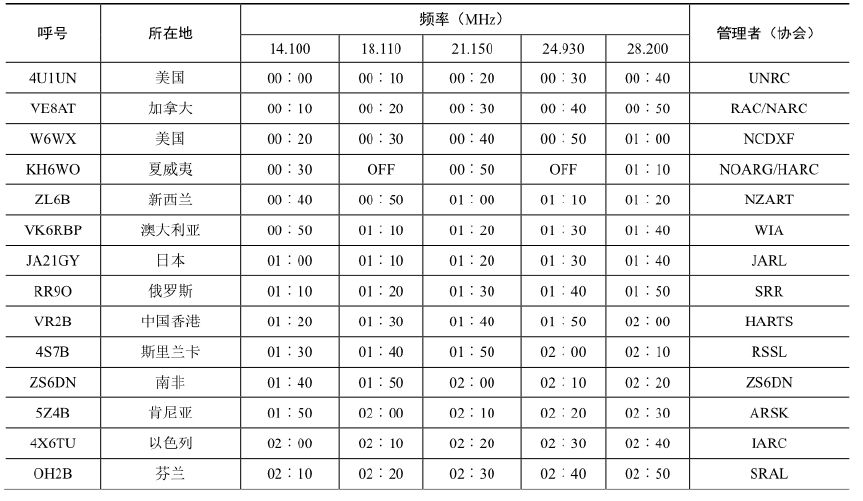 呼号 所在地 频率（MHz） 管理者（协会）
14.100 18.110 21.150 24.930 28.200
4U1UN 美国 00：00 00：10 00：20 00：30 00：40 UNRC
VE8AT 加拿大 00：10 00：20 00：30 00：40 00：50 RAC/NARC
W6WX 美国 00：20 00：30 00：40 00：50 01：00 NCDXF
KH6WO 夏威夷 00：30 OFF 00：50 OFF 01：10 NOARG/HARC
ZL6B 新西兰 00：40 00：50 01：00 01：10 01：20 NZART
VK6RBP 澳大利亚 00：50 01：10 01：20 01：30 01：40 WIA
JA21GY 日本 01：00 01：10 01：20 01：30 01：40 JARL
RR9O 俄罗斯 01：10 01：20 01：30 01：40 01：50 SRR
VR2B 中国香港 01：20 01：30 01：40 01：50 02：00 HARTS
4S7B 斯里兰卡 01：30 01：40 01：50 02：00 02：10 RSSL
ZS6DN 南非 01：40 01：50 02：00 02：10 02：20 ZS6DN
5Z4B 肯尼亚 01：50 02：00 02：10 02：20 02：30 ARSK
4X6TU 以色列 02：00 02：10 02：20 02：30 02：40 IARC
OH2B 芬兰 02：10 02：20 02：30 02：40 02：50 SRAL